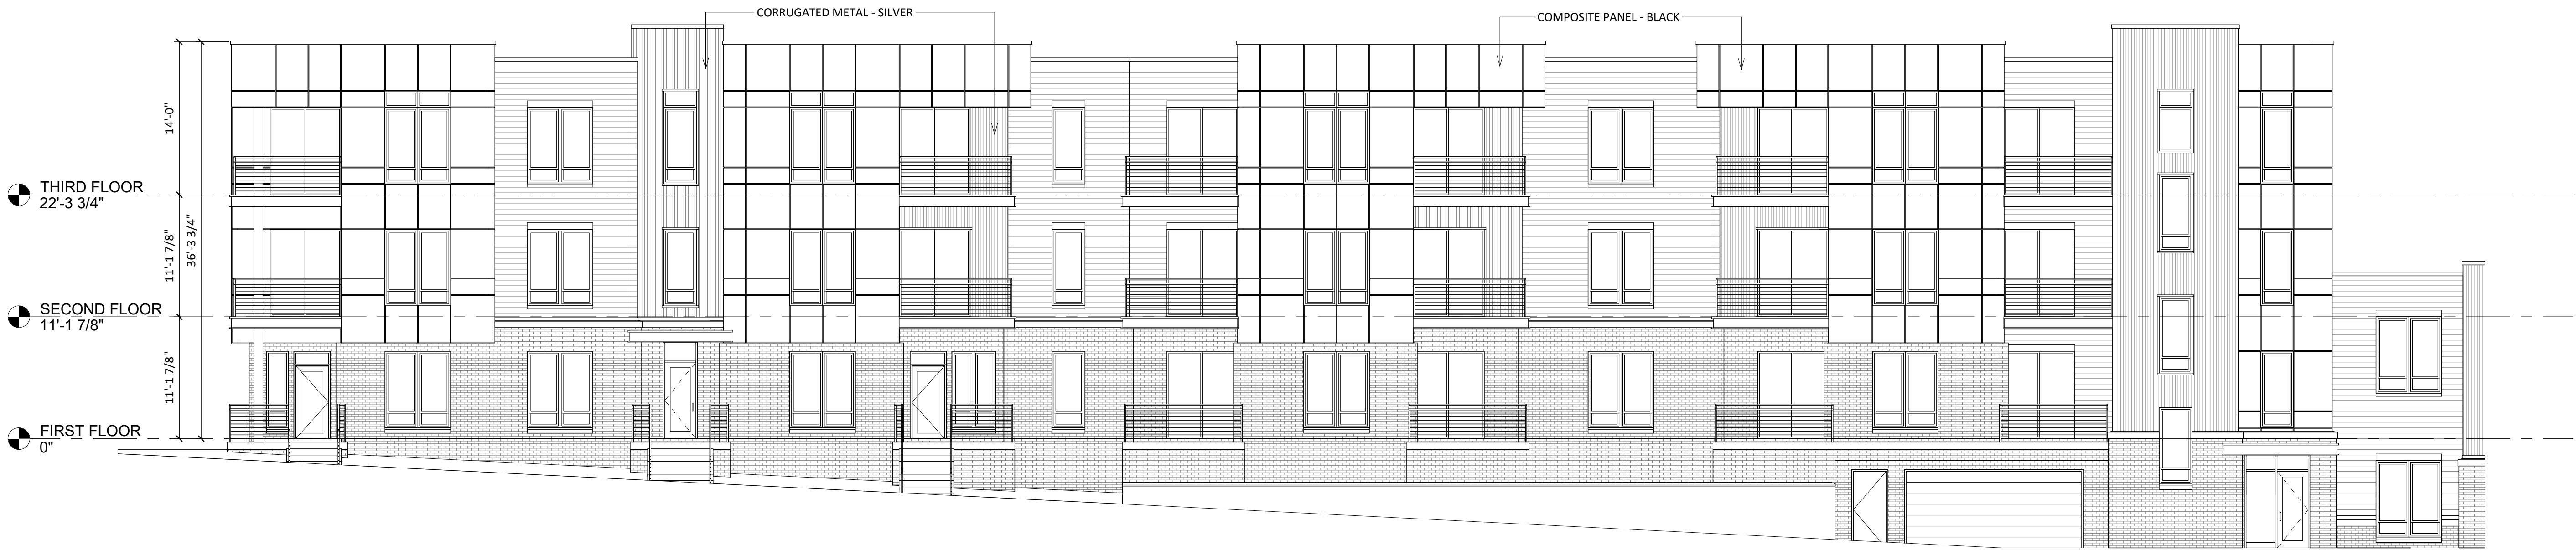 CORRUGATED METAL - SILVER
COMPOSITE PANEL - BLACK
14'-0"
THIRD FLOOR
22'-3 3/4"
11'-1 7/8"
36'-3 3/4"
SECOND FLOOR
11'-1 7/8"
11'-1 7/8"
FIRST FLOOR
0"